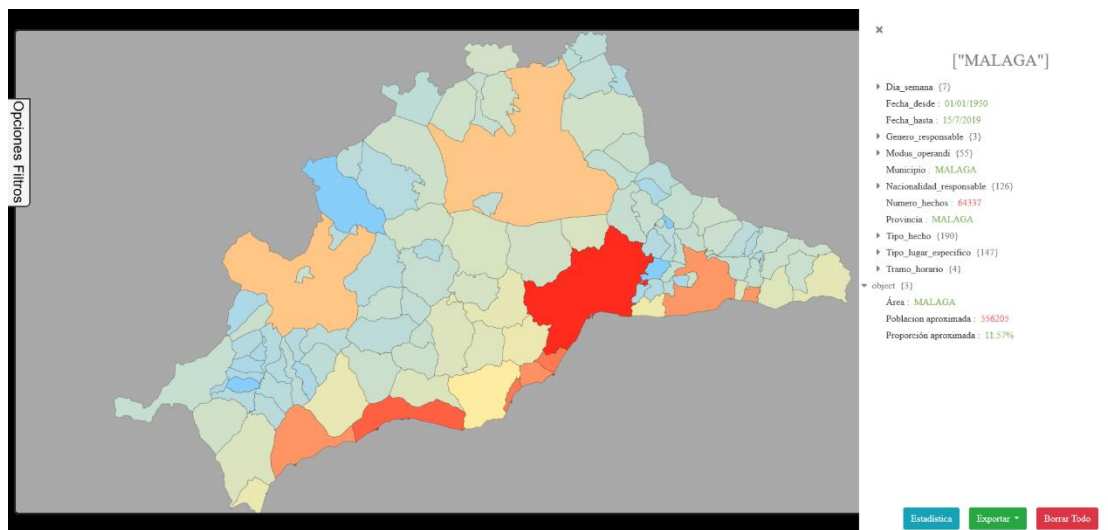 Opciones Filtros
×
["MALAGA"]
Dia_semana {7}
Fecha_desde : 01/01/1950
Fecha_hasta : 15/7/2019
Genero_responsable {3}
Modus_operandi {55}
Municipio : MALAGA
Nacionalidad_responsable {126}
Numero_hechos : 64337
Provincia : MALAGA
Tipo_hecho {190}
Tipo_lugar_especifico {147}
Tramo_horario {4}
object {3}
Área : MALAGA
Poblacion aproximada : 556205
Proporción aproximada : 11.57%
Estadística Exportar Borrar Todo